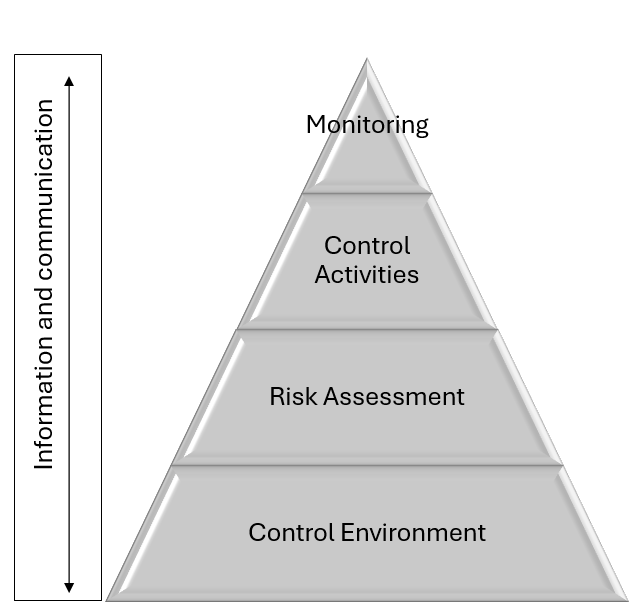 Information and communication
Monitoring
Control
Activities
Risk Assessment
Control Environment